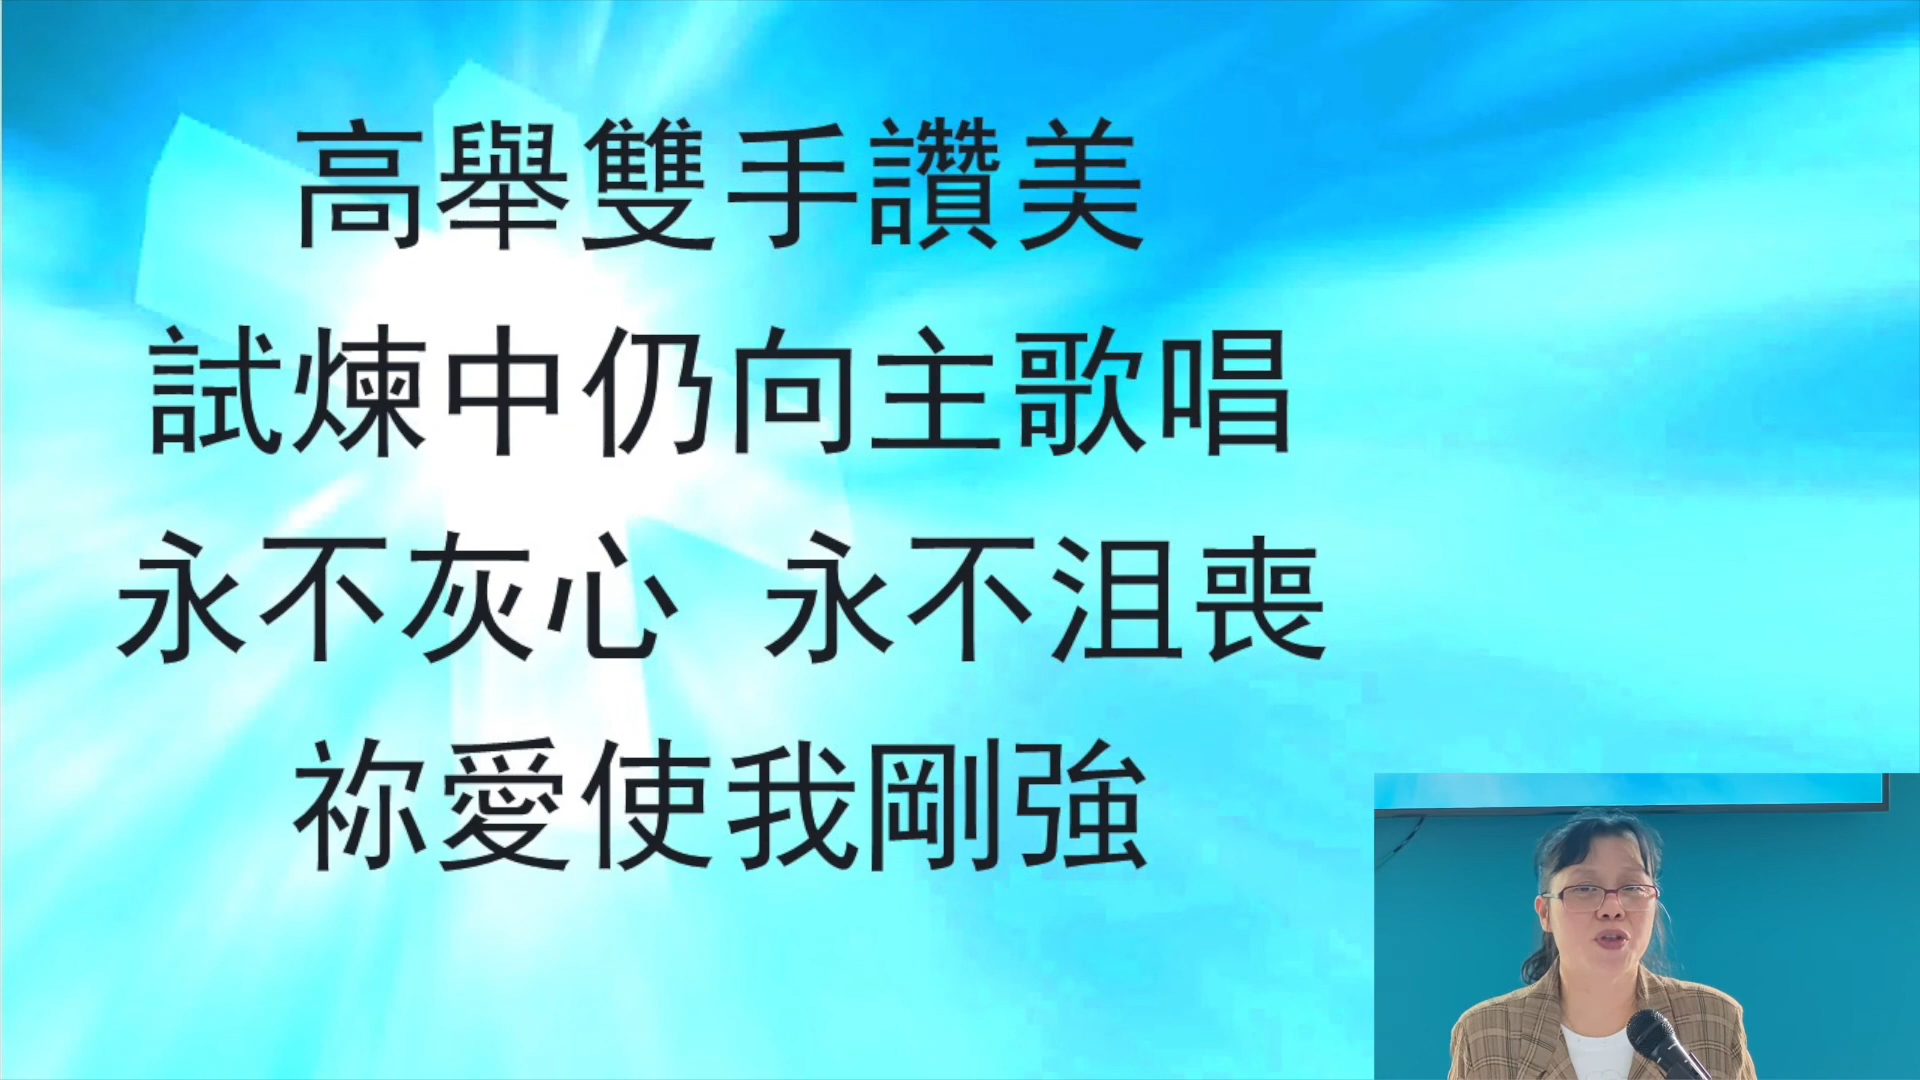 高舉雙手讚美
試煉中仍向主歌唱
永不灰心 永不沮喪
祢愛使我剛強